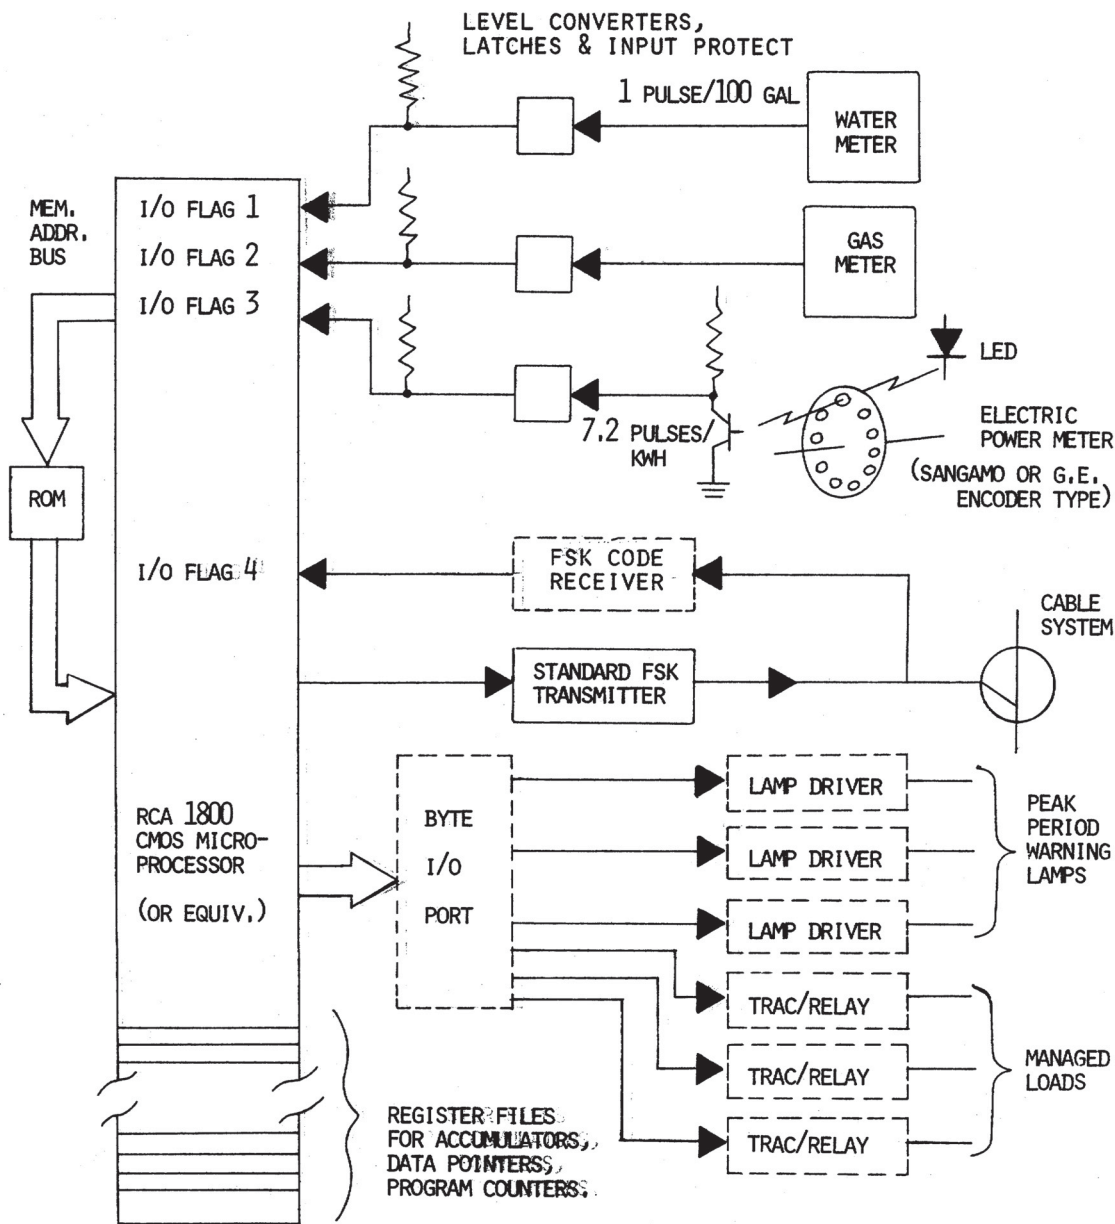 LEVEL CONVERTERS,
LATCHES & INPUT PROTECT
1 PULSE/100 GAL
WATER
METER
MEM.
ADDR.
BUS
I/O FLAG 1
I/O FLAG 2
I/O FLAG 3
GAS
METER
LED
7.2 PULSES/
KWH
ELECTRIC
POWER METER
(SANGAMO OR G.E.
ENCODER TYPE)
ROM
I/O FLAG 4
FSK CODE
RECEIVER
CABLE
SYSTEM
STANDARD FSK
TRANSMITTER
RCA 1800
CMOS MICRO-
PROCESSOR
(OR EQUIV.)
BYTE
I/O
PORT
LAMP DRIVER
LAMP DRIVER
LAMP DRIVER
PEAK
PERIOD
WARNING
LAMPS
TRAC/RELAY
TRAC/RELAY
TRAC/RELAY
MANAGED
LOADS
REGISTER FILES
FOR ACCUMULATORS,
DATA POINTERS,
PROGRAM COUNTERS.